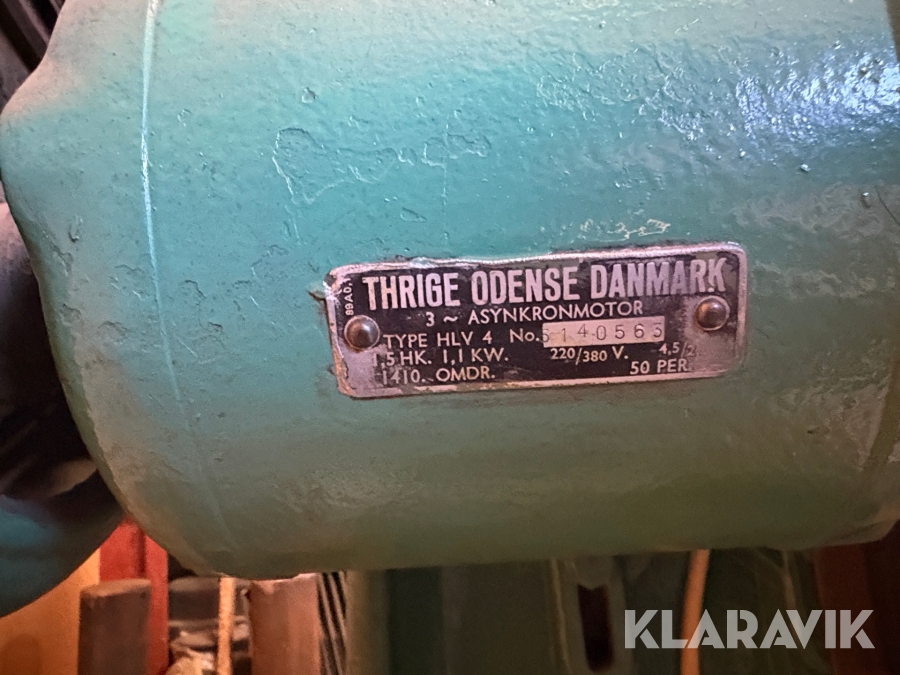 THRIGE ODENSE DANMARK
3 ~ ASYNKRONMOTOR
TYPE HLV 4 No. 5140563
1,5 HK. 1,1 KW. 220/380 V. 4,5/
1410. OMDR. 50 PER.
89A0.
KLARAVIK